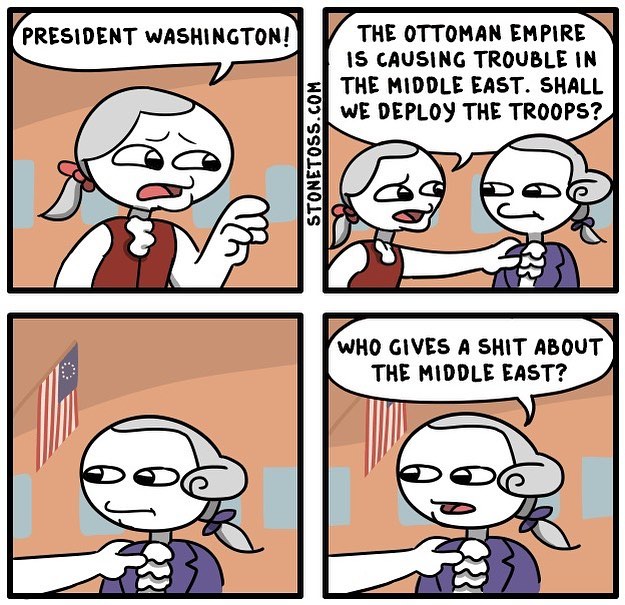 PRESIDENT WASHINGTON!
THE OTTOMAN EMPIRE
IS CAUSING TROUBLE IN
THE MIDDLE EAST. SHALL
WE DEPLOY THE TROOPS?
STONETOSS.COM
WHO GIVES A SHIT ABOUT
THE MIDDLE EAST?